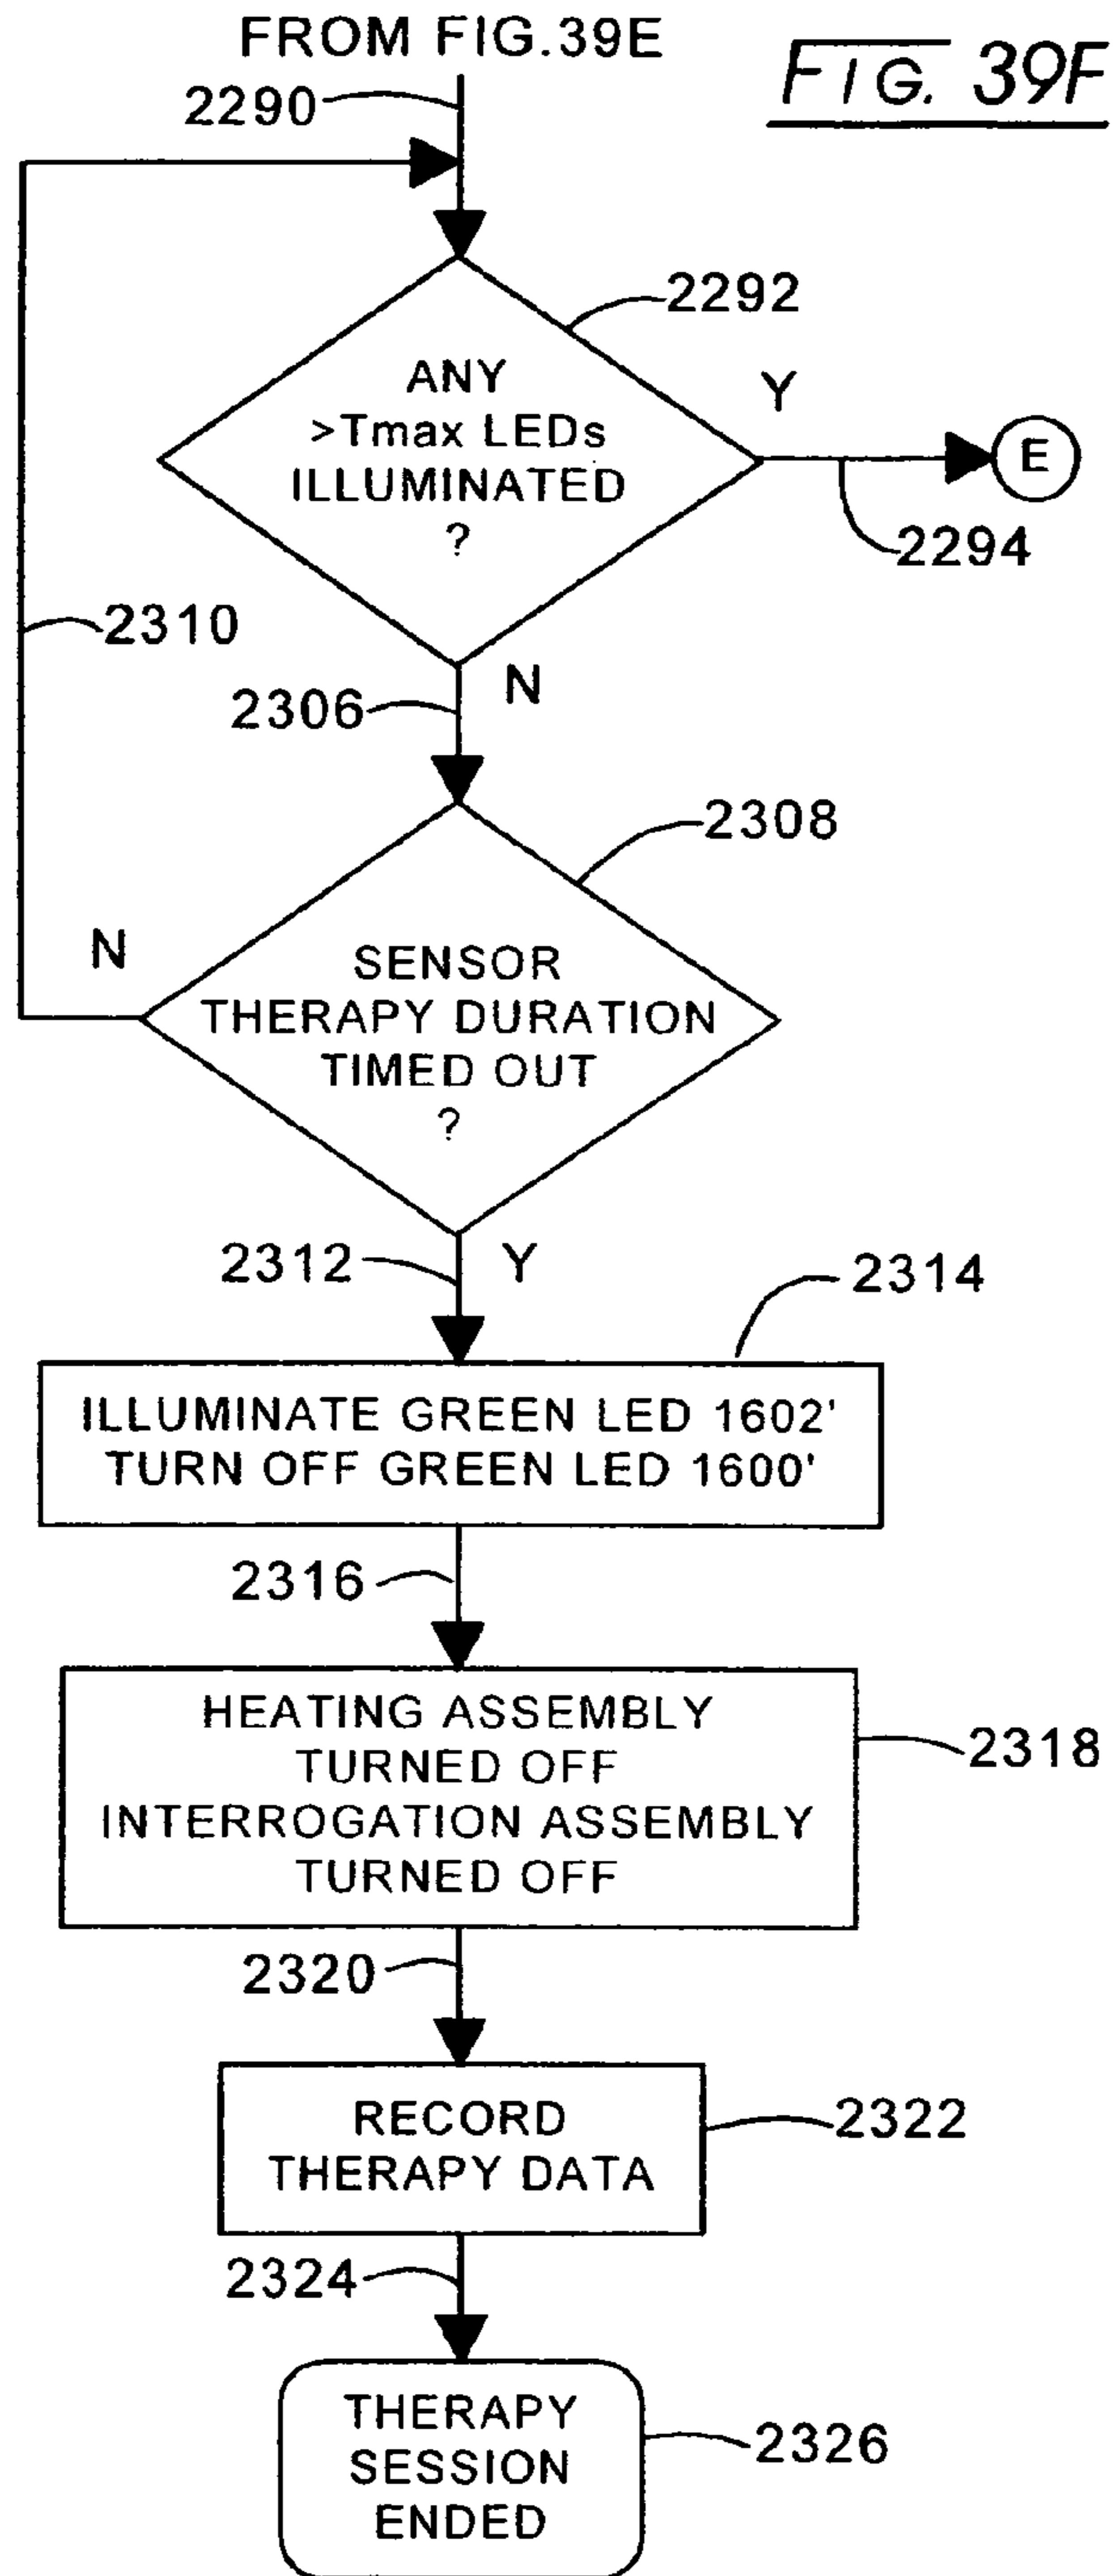 FROM FIG.39E
FIG. 39F
2290
2292
ANY
>Tmax LEDs
ILLUMINATED
?
Y
E
2294
2310
N
2306
2308
N
SENSOR
THERAPY DURATION
TIMED OUT
?
2312
Y
2314
ILLUMINATE GREEN LED 1602'
TURN OFF GREEN LED 1600'
2316
HEATING ASSEMBLY
TURNED OFF
INTERROGATION ASSEMBLY
TURNED OFF
2318
2320
RECORD
THERAPY DATA
2322
2324
THERAPY
SESSION
ENDED
2326